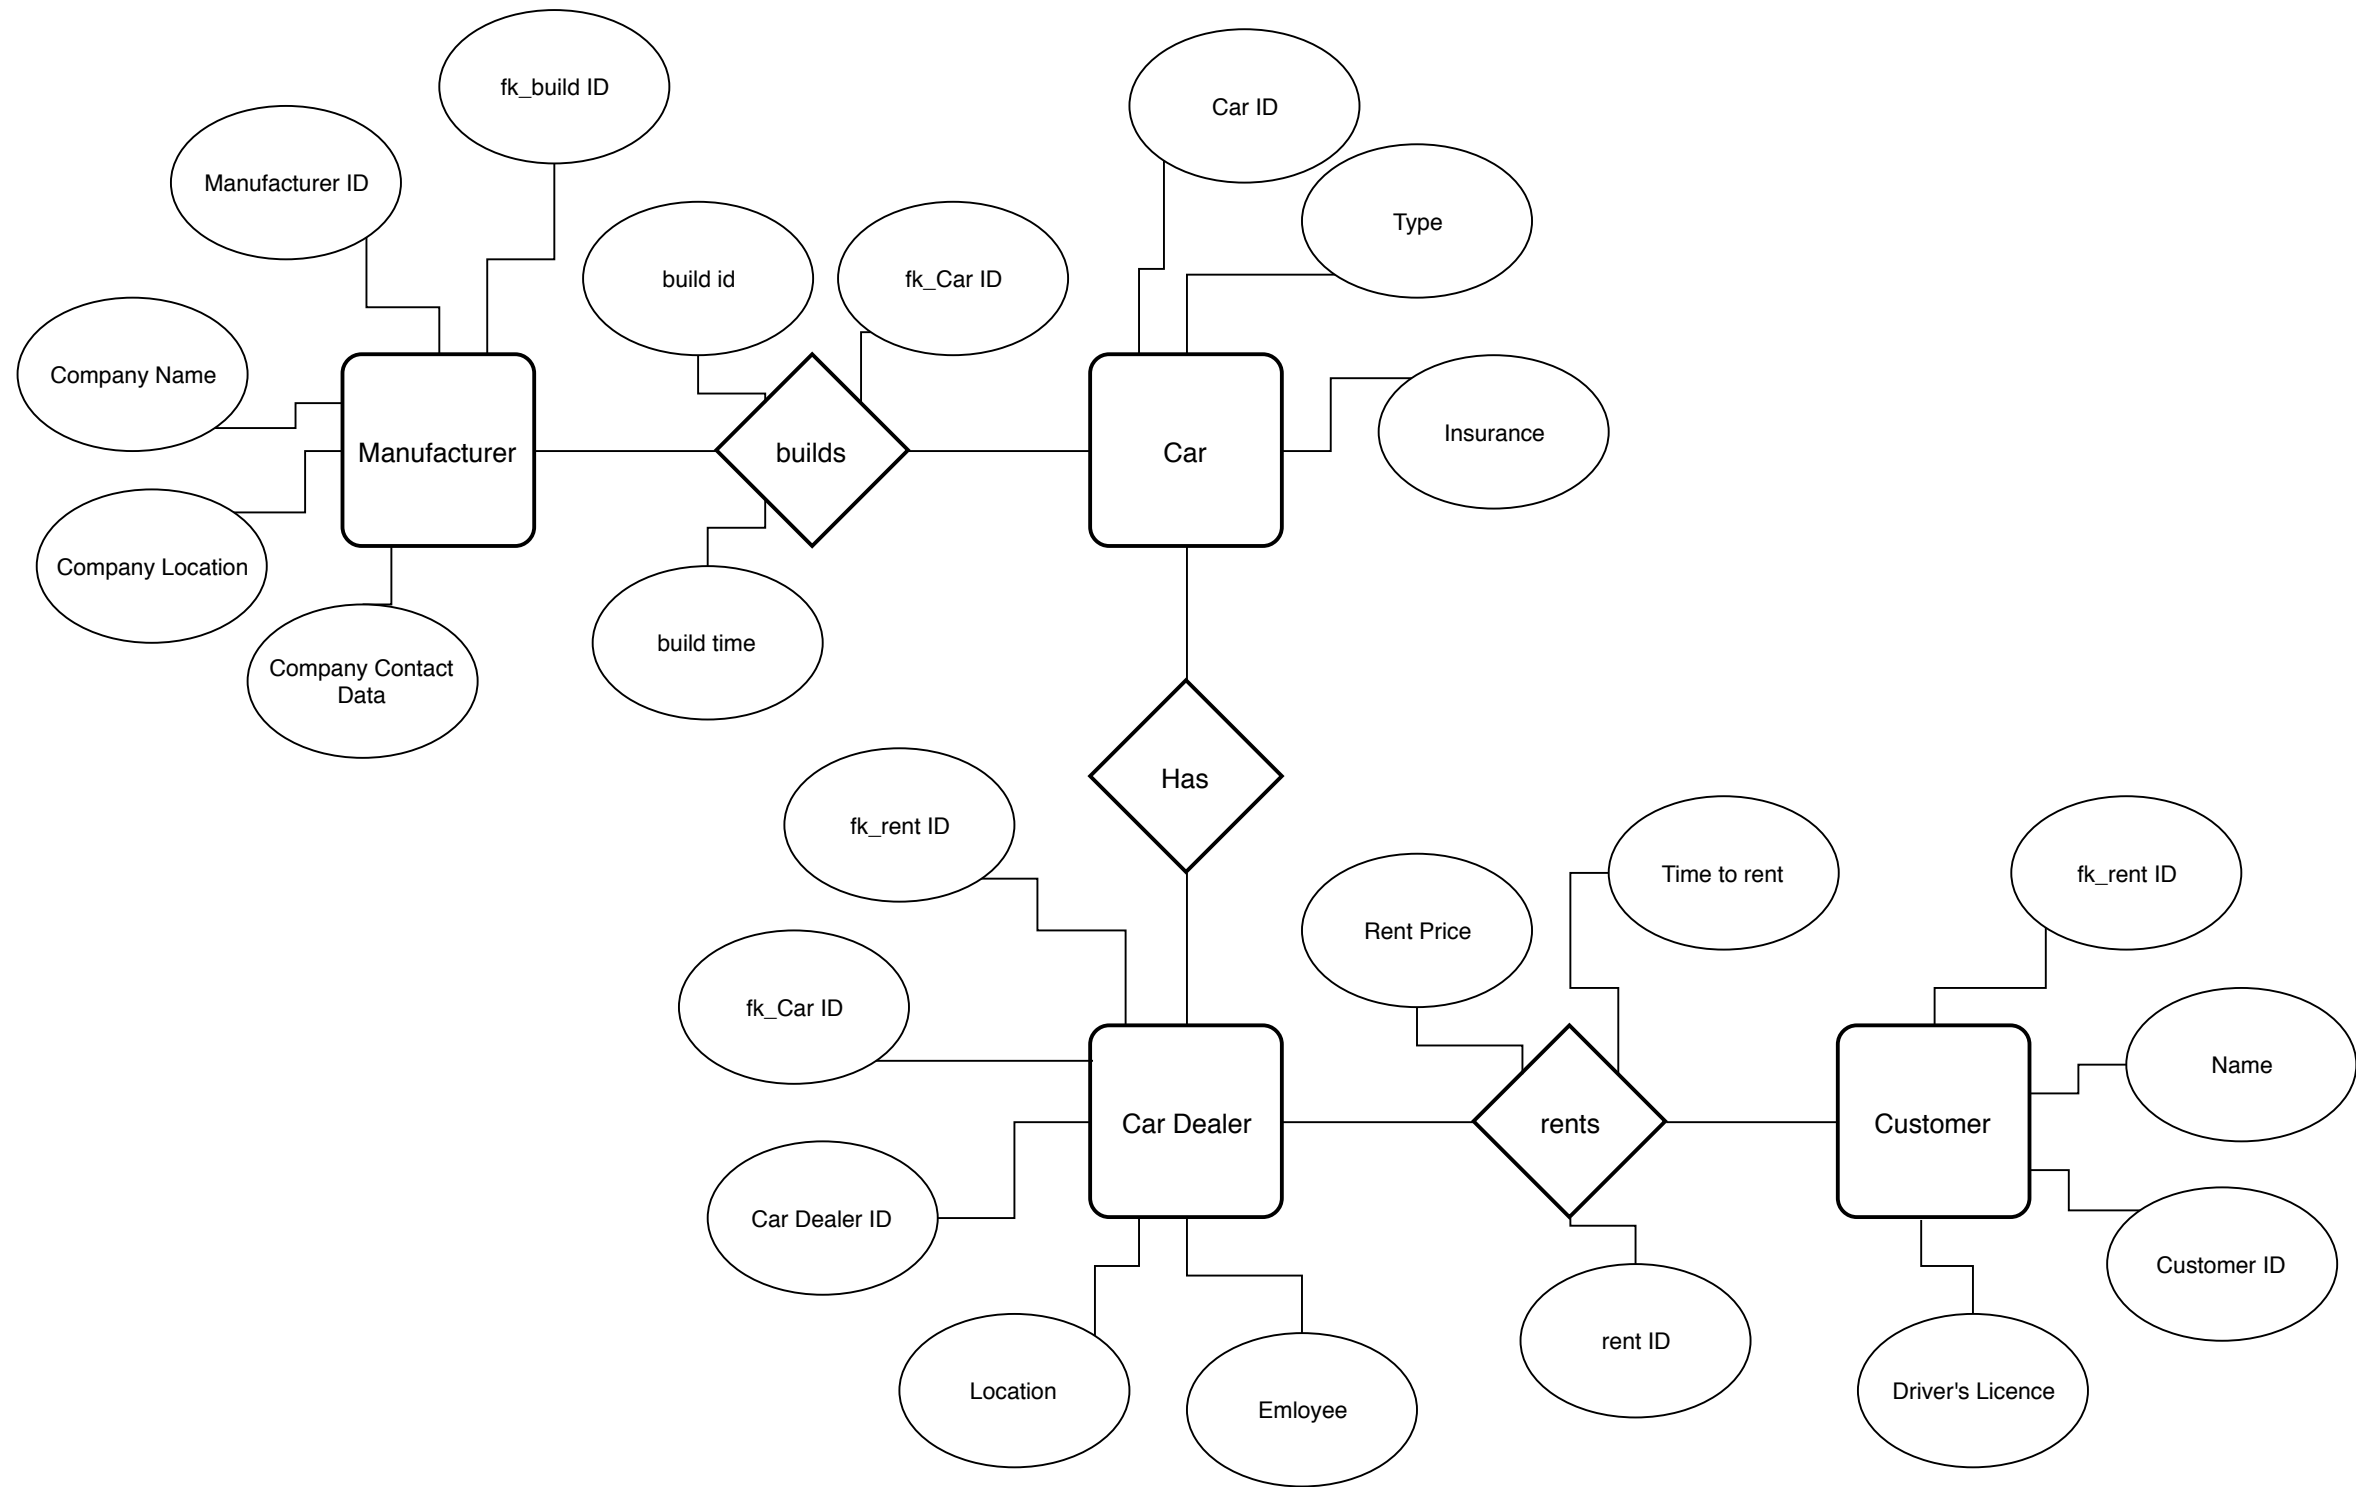 fk_build ID
Car ID
Manufacturer ID
Type
build id
fk_Car ID
Company Name
Insurance
Manufacturer
builds
Car
Company Location
build time
Company Contact
Data
Has
fk_rent ID
Time to rent
fk_rent ID
Rent Price
fk_Car ID
Name
Car Dealer
rents
Customer
Car Dealer ID
Customer ID
rent ID
Location
Emloyee
Driver's Licence